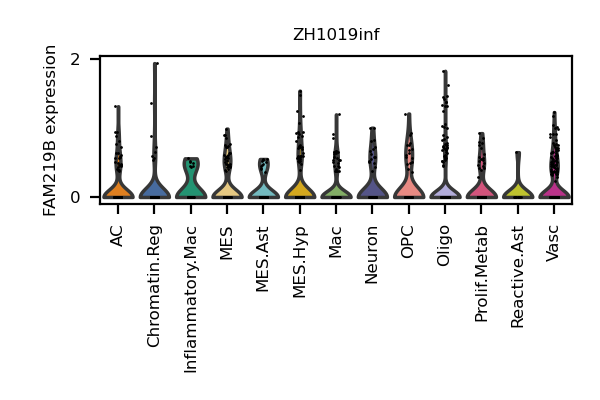 ZH1019inf
FAM219B expression
2
0
AC
Chromatin.Reg
Inflammatory.Mac
MES
MES.Ast
MES.Hyp
Mac
Neuron
OPC
Oligo
Prolif.Metab
Reactive.Ast
Vasc